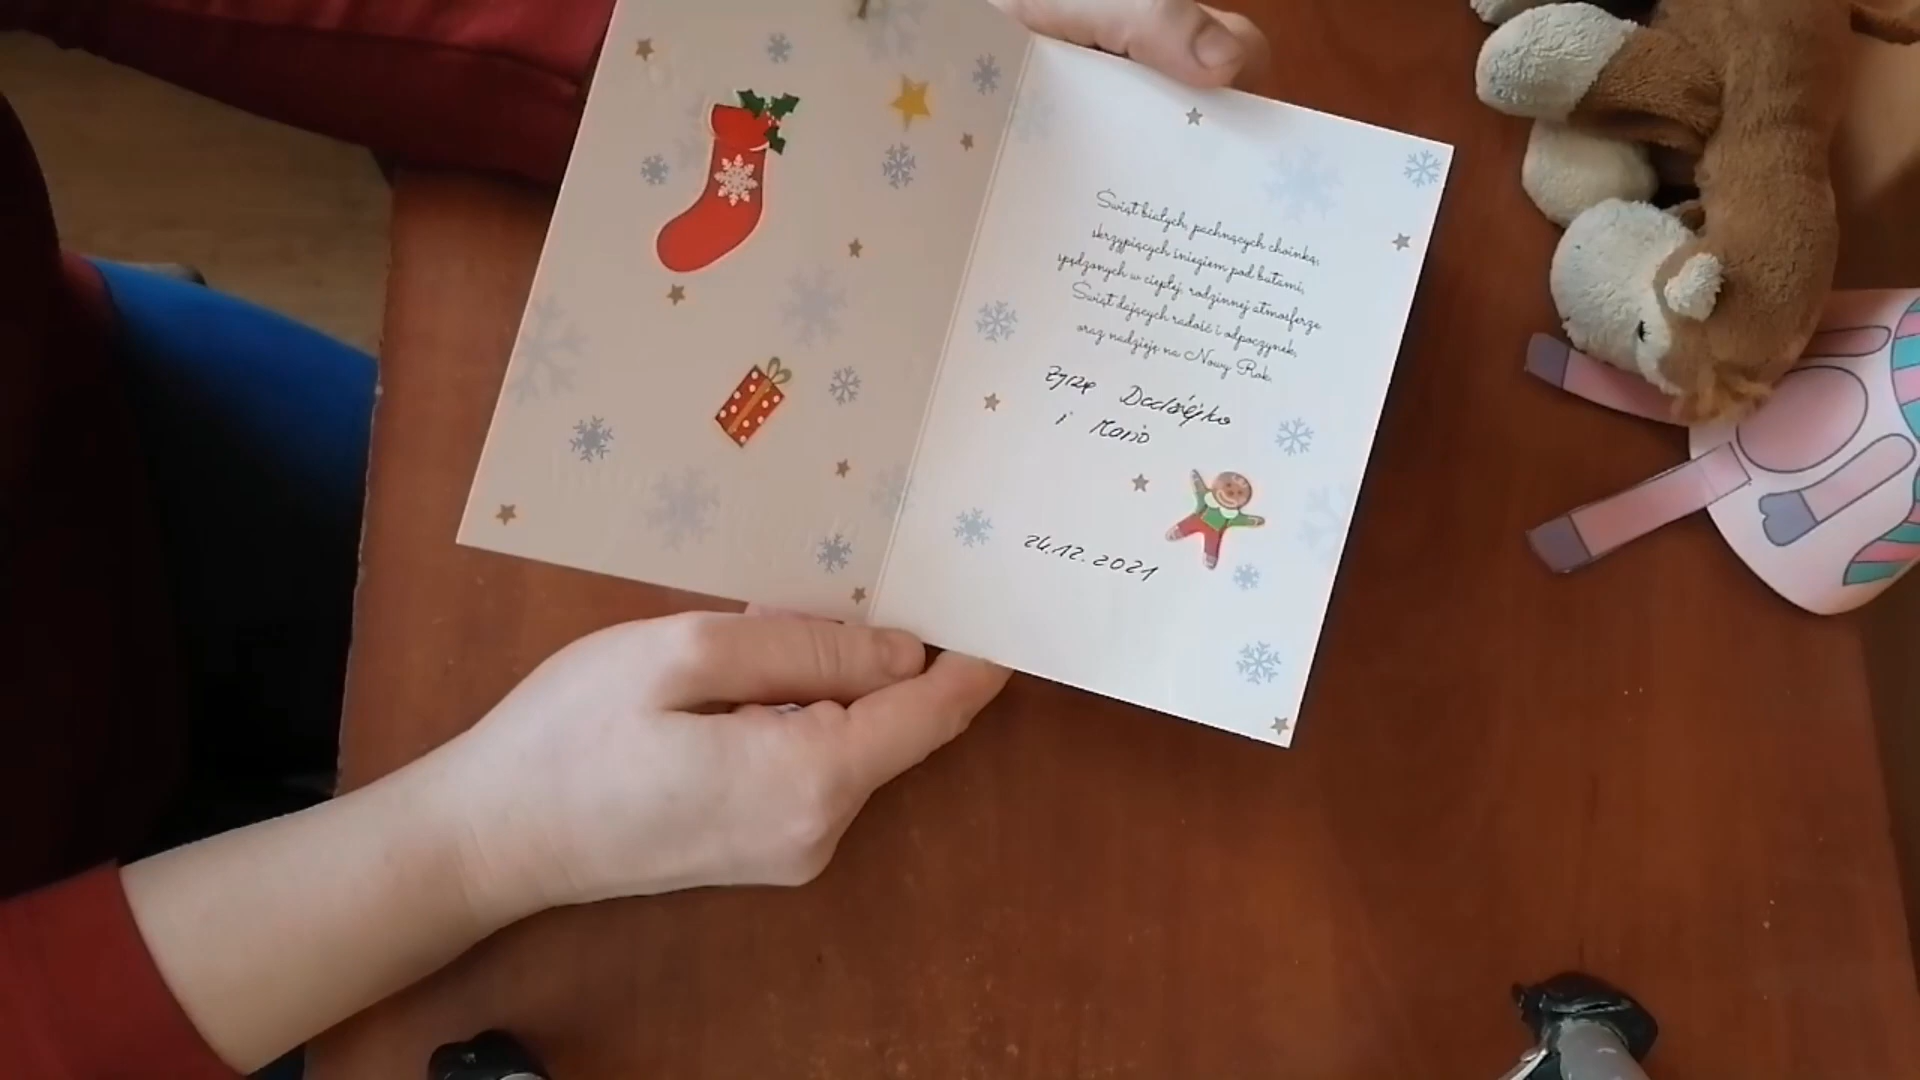 Świąt białych, pachnących choinką,
skrzypiących śniegiem pod butami,
spędzonych w ciepłej, rodzinnej atmosferze
Świąt dających radość i odpoczynek,
oraz nadzieję na Nowy Rok.
życzę
i
24.12.2021